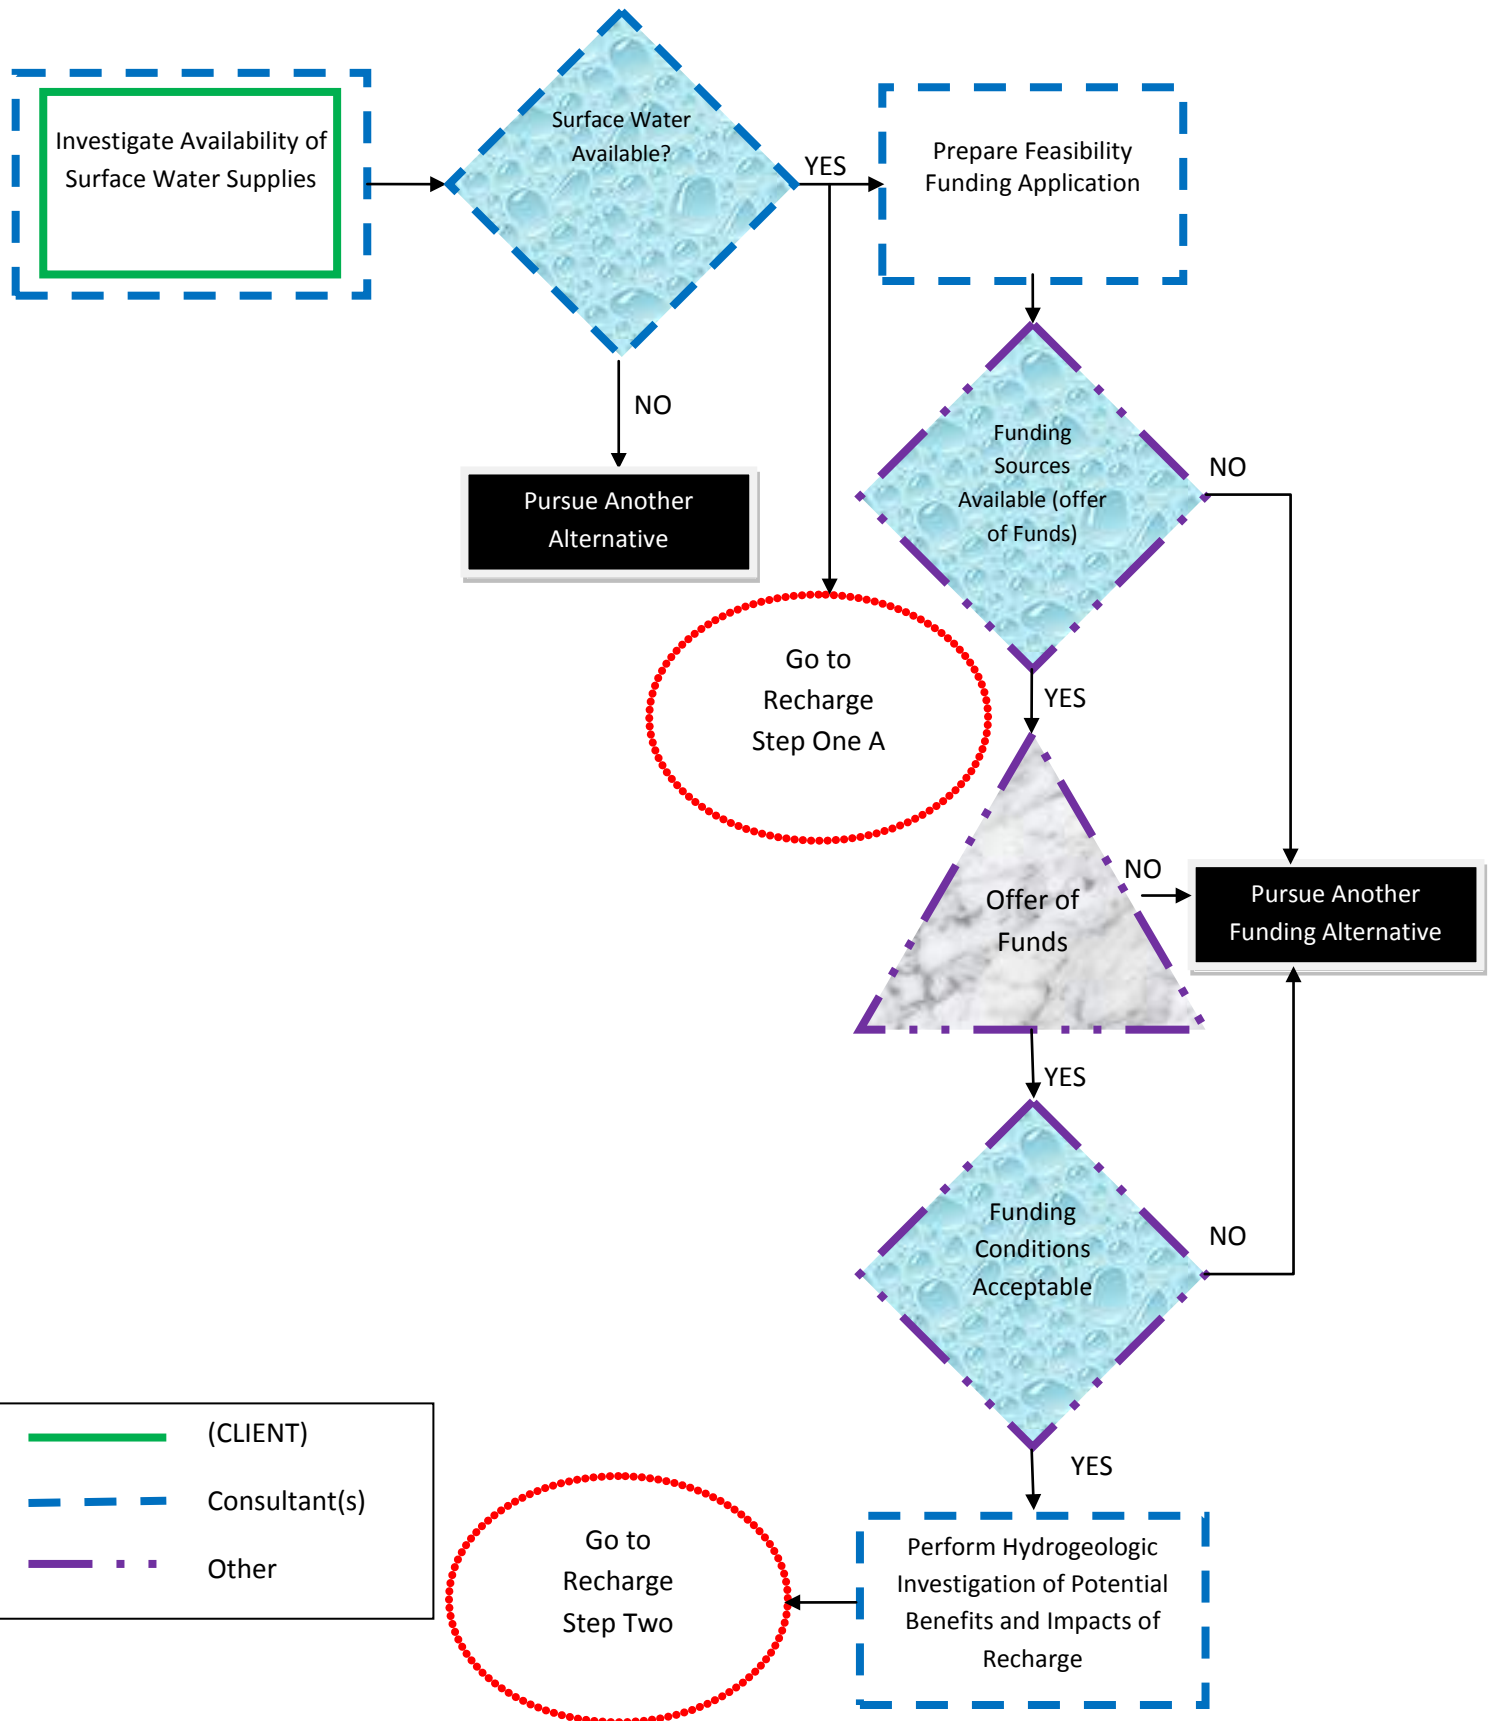 Investigate Availability of
Surface Water Supplies
Surface Water
Available?
YES
Prepare Feasibility
Funding Application
NO
Pursue Another
Alternative
Funding
Sources
Available (offer
of Funds)
NO
Go to
Recharge
Step One A
YES
Offer of
Funds
NO
Pursue Another
Funding Alternative
YES
Funding
Conditions
Acceptable
NO
YES
(CLIENT)
Consultant(s)
Other
Go to
Recharge
Step Two
Perform Hydrogeologic
Investigation of Potential
Benefits and Impacts of
Recharge